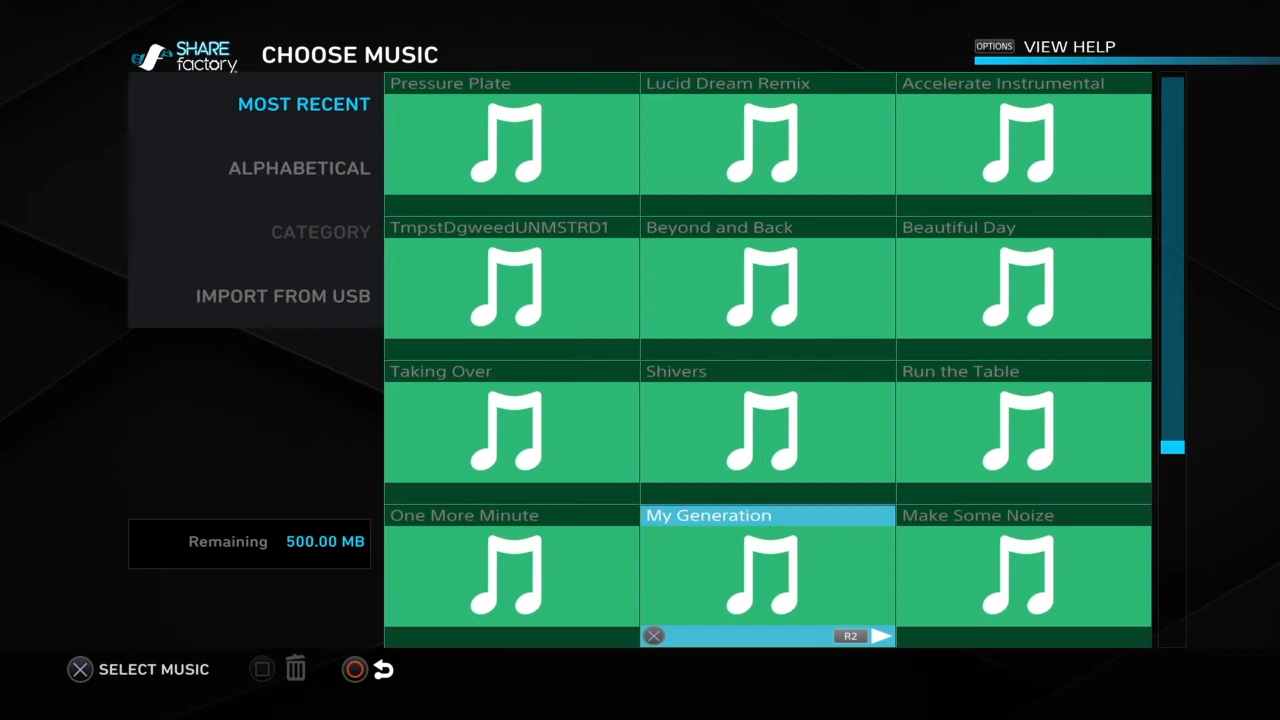 SHARE
factory™
CHOOSE MUSIC
OPTIONS VIEW HELP
MOST RECENT
ALPHABETICAL
CATEGORY
IMPORT FROM USB
Remaining 500.00 MB
Pressure Plate
Lucid Dream Remix
Accelerate Instrumental
TmpstDgweedUNMSTRD1
Beyond and Back
Beautiful Day
Taking Over
Shivers
Run the Table
One More Minute
My Generation
Make Some Noize
R2
SELECT MUSIC